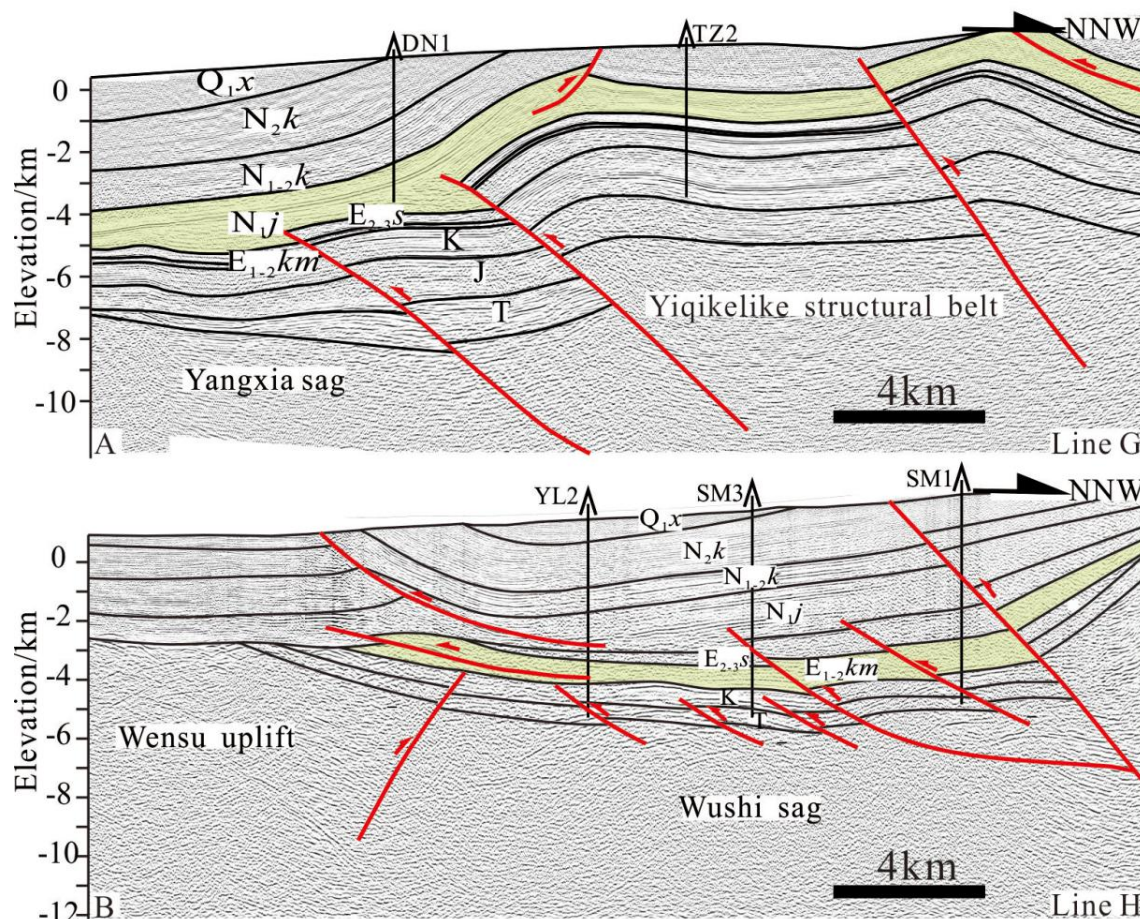 DN1
TZ2
NNW
Q₁x
N₂k
N₁₋₂k
N₁j
E₂₋₃s
K
E₁₋₂km
J
T
Elevation/km
0
-2
-4
-6
-8
-10
Yiqikelike structural belt
Yangxia sag
4km
A
Line G
YL2
SM3
SM1
NNW
Q₁x
N₂k
N₁₋₂k
N₁j
E₂₋₃s
E₁₋₂km
K
T
Elevation/km
0
-2
-4
-6
-8
-10
-12
Wensu uplift
Wushi sag
4km
B
Line H